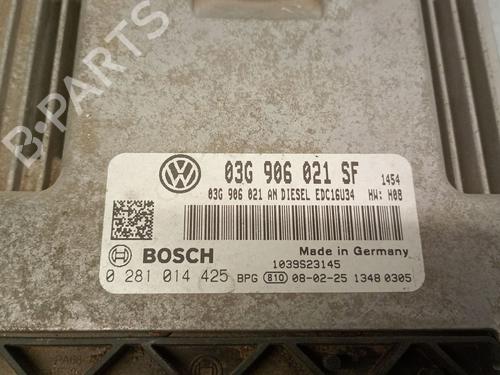 B-PARTS
03G 906 021 SF 1454
03G 906 021 AN DIESEL EDC16U34 HW: H08
BOSCH Made in Germany
1039S23145
0 281 014 425 BPG 810 08-02-25 1348 0305